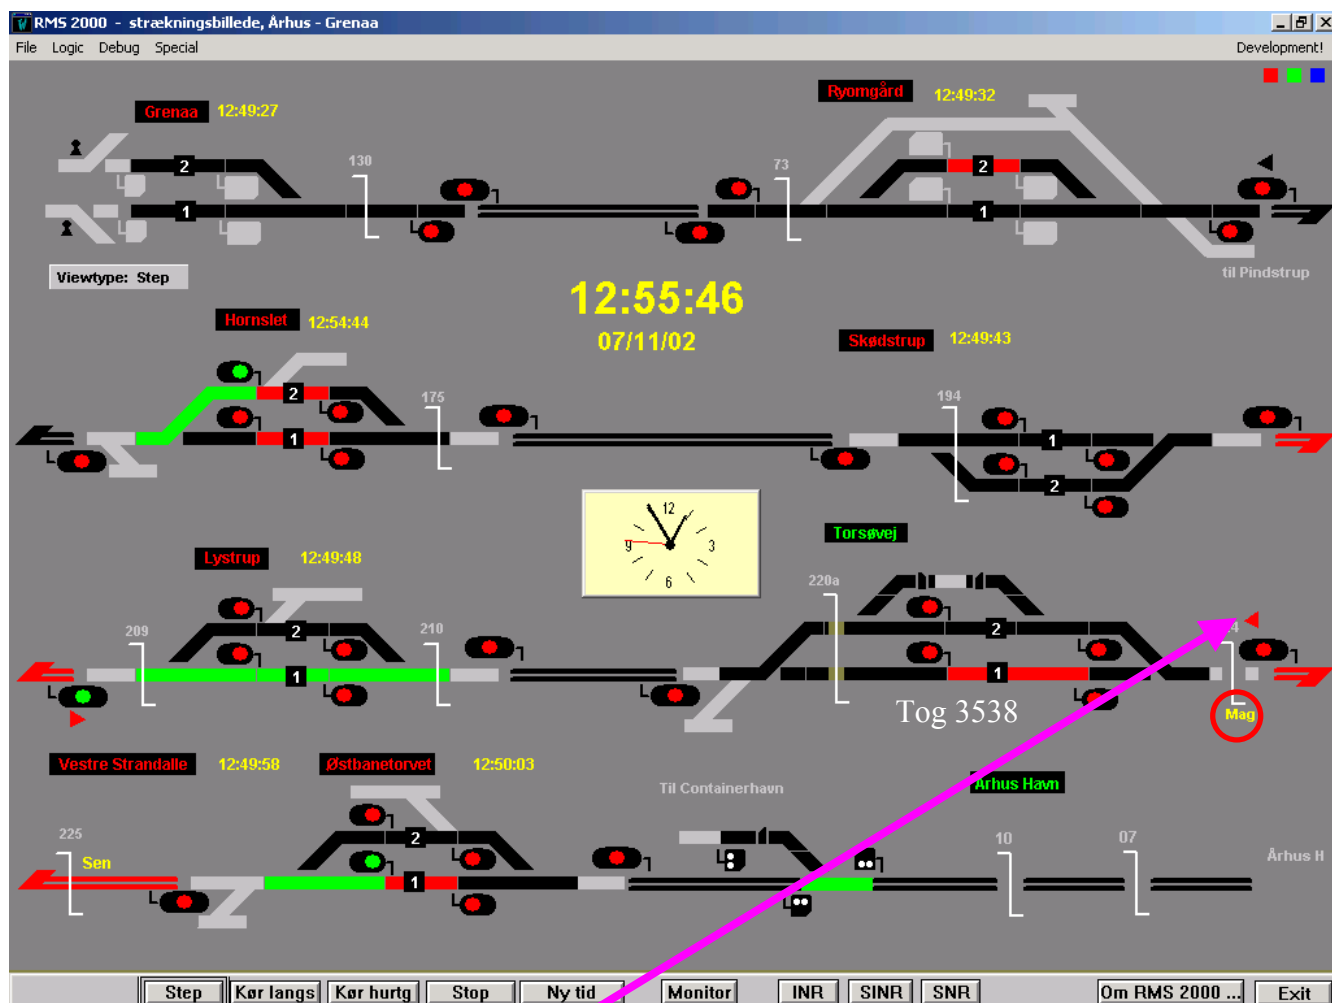 RMS 2000 - strækningsbillede, Århus - Grenaa
File Logic Debug Special Development!
Grenaa 12:49:27
Ryomgård 12:49:32
2 130 73 2
1 1
Viewtype: Step
til Pindstrup
12:55:46
07/11/02
Hornslet 12:54:44
Skødstrup 12:49:43
2 175 194
1 1
2
12
9 3
6
Torsøvej
Lystrup 12:49:48
220a
209 2 210 2
1 1
Tog 3538
Mag
Vestre Strandalle 12:49:58 Østbanetorvet 12:50:03
Til Containerhavn
Århus Havn
225 2 10 07
Sen
Århus H
1
Step Kør langs Kør hurtg Stop Ny tid Monitor INR SINR SNR Om RMS 2000 ... Exit